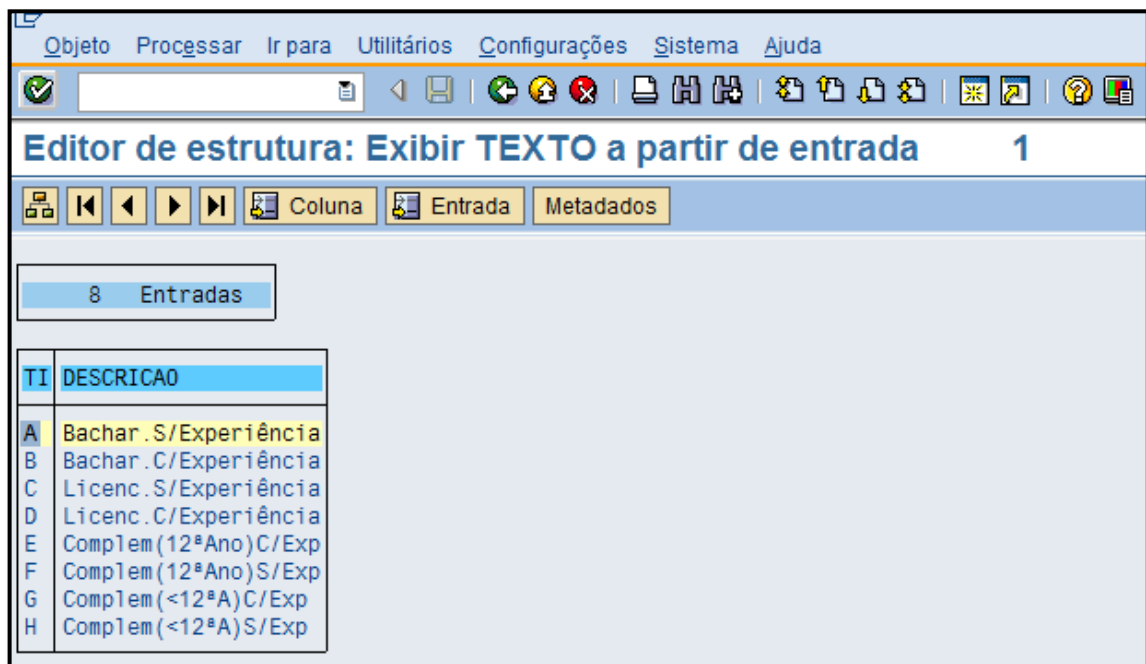 Objeto Processar Ir para Utilitários Configurações Sistema Ajuda
Editor de estrutura: Exibir TEXTO a partir de entrada 1
Coluna Entrada Metadados
8 Entradas
TI DESCRICAO
A Bachar.S/Experiência
B Bachar.C/Experiência
C Licenc.S/Experiência
D Licenc.C/Experiência
E Complem(12ªAno)C/Exp
F Complem(12ªAno)S/Exp
G Complem(<12ªA)C/Exp
H Complem(<12ªA)S/Exp